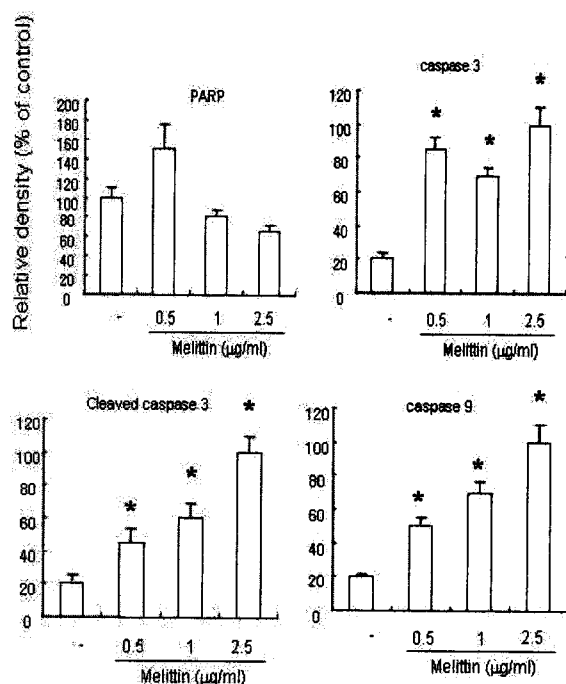 Relative density (% of control)
PARP
200
180
160
140
120
100
80
60
40
20
0
- 0.5 1 2.5
Melittin (µg/ml)
caspase 3
120
100
80
60
40
20
0
* * *
- 0.5 1 2.5
Melittin (µg/ml)
Cleaved caspase 3
120
100
80
60
40
20
0
* * *
- 0.5 1 2.5
Melittin (µg/ml)
caspase 9
120
100
80
60
40
20
0
* * *
- 0.5 1 2.5
Melittin (µg/ml)